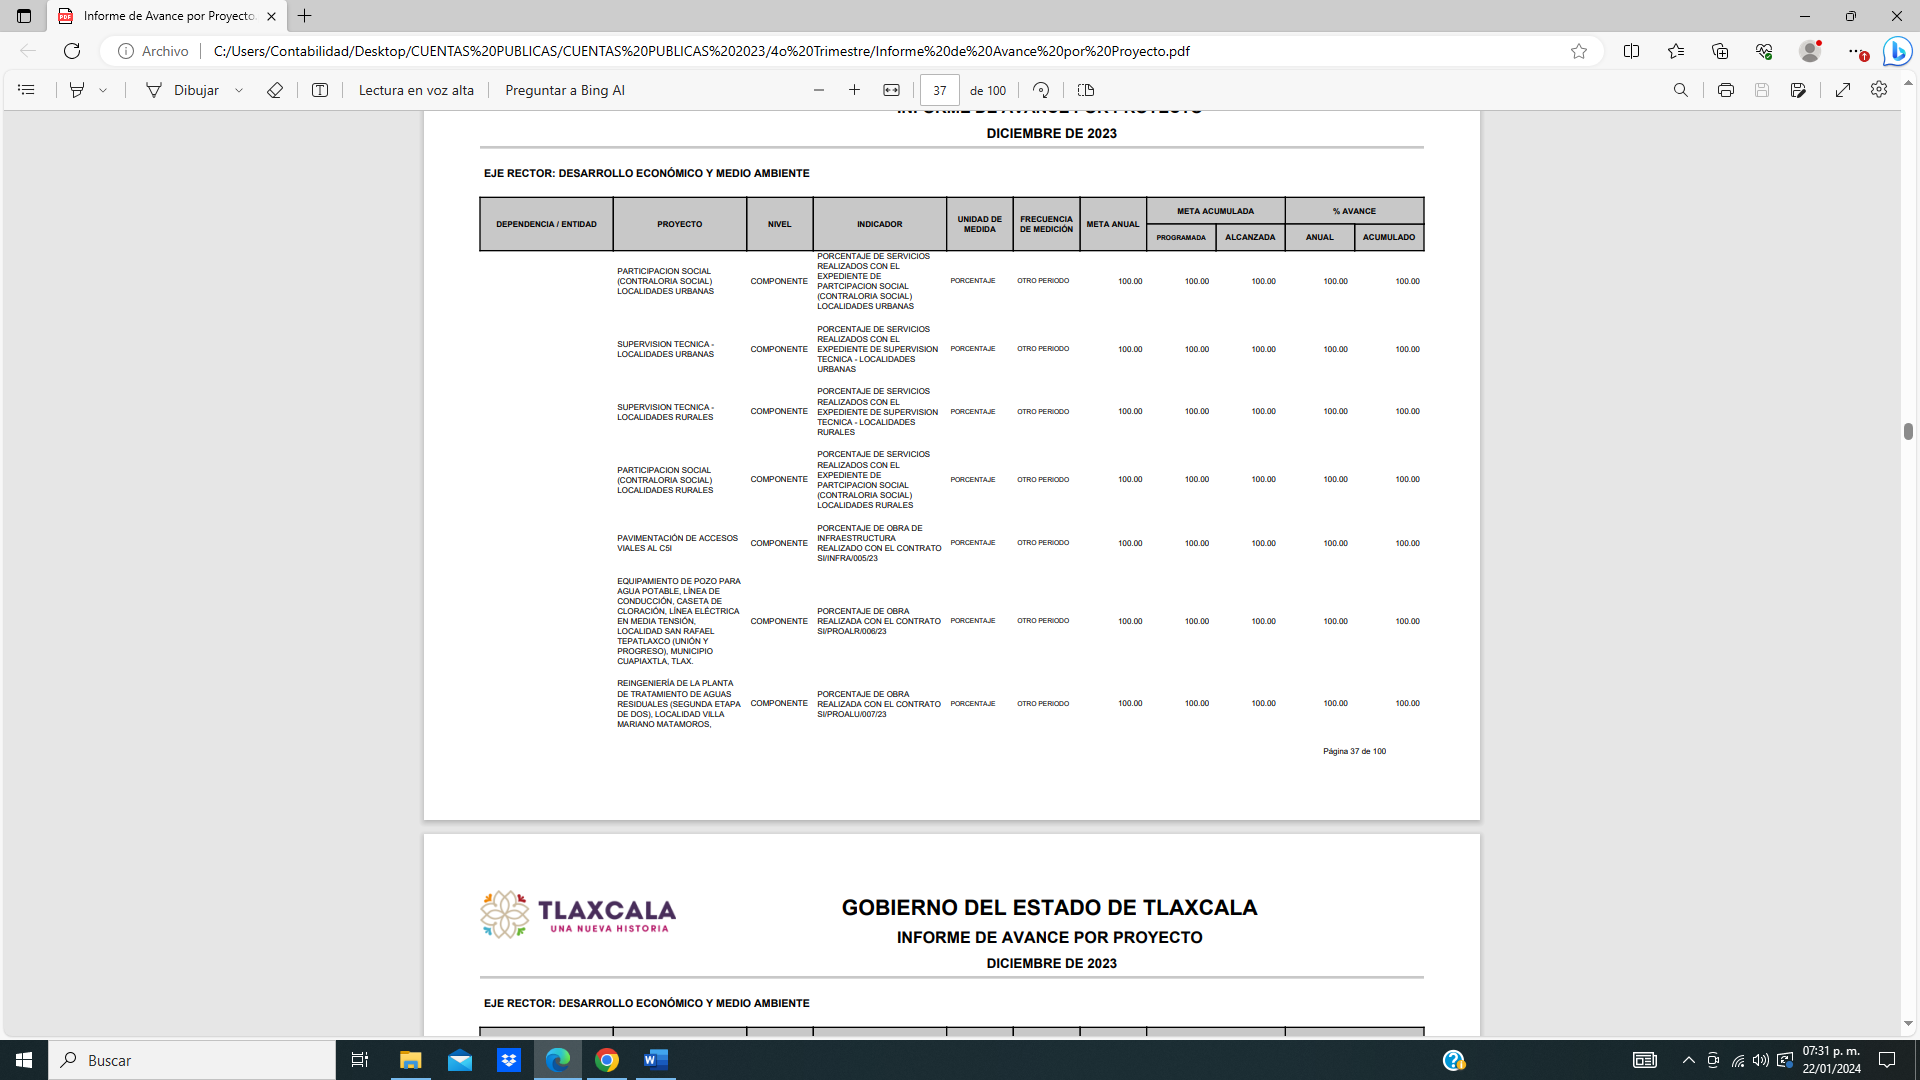 Informe de Avance por Proyecto.
Archivo
C:/Users/Contabilidad/Desktop/CUENTAS%20PUBLICAS/CUENTAS%20PUBLICAS%202023/4o%20Trimestre/Informe%20de%20Avance%20por%20Proyecto.pdf
Dibujar
Lectura en voz alta
Preguntar a Bing AI
37
de 100
INFORME DE AVANCE POR PROYECTO
DICIEMBRE DE 2023
EJE RECTOR: DESARROLLO ECONÓMICO Y MEDIO AMBIENTE
DEPENDENCIA / ENTIDAD
PROYECTO
NIVEL
INDICADOR
UNIDAD DE
MEDIDA
FRECUENCIA
DE MEDICIÓN
META ANUAL
META ACUMULADA
PROGRAMADA
ALCANZADA
% AVANCE
ANUAL
ACUMULADO
PARTICIPACION SOCIAL
(CONTRALORIA SOCIAL)
LOCALIDADES URBANAS
COMPONENTE
PORCENTAJE DE SERVICIOS
REALIZADOS CON EL
EXPEDIENTE DE
PARTCIPACION SOCIAL
(CONTRALORIA SOCIAL)
LOCALIDADES URBANAS
PORCENTAJE
OTRO PERIODO
100.00
100.00
100.00
100.00
100.00
SUPERVISION TECNICA -
LOCALIDADES URBANAS
COMPONENTE
PORCENTAJE DE SERVICIOS
REALIZADOS CON EL
EXPEDIENTE DE SUPERVISION
TECNICA - LOCALIDADES
URBANAS
PORCENTAJE
OTRO PERIODO
100.00
100.00
100.00
100.00
100.00
SUPERVISION TECNICA -
LOCALIDADES RURALES
COMPONENTE
PORCENTAJE DE SERVICIOS
REALIZADOS CON EL
EXPEDIENTE DE SUPERVISION
TECNICA - LOCALIDADES
RURALES
PORCENTAJE
OTRO PERIODO
100.00
100.00
100.00
100.00
100.00
PARTICIPACION SOCIAL
(CONTRALORIA SOCIAL)
LOCALIDADES RURALES
COMPONENTE
PORCENTAJE DE SERVICIOS
REALIZADOS CON EL
EXPEDIENTE DE
PARTCIPACION SOCIAL
(CONTRALORIA SOCIAL)
LOCALIDADES RURALES
PORCENTAJE
OTRO PERIODO
100.00
100.00
100.00
100.00
100.00
PAVIMENTACIÓN DE ACCESOS
VIALES AL C5I
COMPONENTE
PORCENTAJE DE OBRA DE
INFRAESTRUCTURA
REALIZADO CON EL CONTRATO
SI/INFRA/005/23
PORCENTAJE
OTRO PERIODO
100.00
100.00
100.00
100.00
100.00
EQUIPAMIENTO DE POZO PARA
AGUA POTABLE, LÍNEA DE
CONDUCCIÓN, CASETA DE
CLORACIÓN, LÍNEA ELÉCTRICA
EN MEDIA TENSIÓN,
LOCALIDAD SAN RAFAEL
TEPATLAXCO (UNIÓN Y
PROGRESO), MUNICIPIO
CUAPIAXTLA, TLAX.
COMPONENTE
PORCENTAJE DE OBRA
REALIZADA CON EL CONTRATO
SI/PROALR/006/23
PORCENTAJE
OTRO PERIODO
100.00
100.00
100.00
100.00
100.00
REINGENIERÍA DE LA PLANTA
DE TRATAMIENTO DE AGUAS
RESIDUALES (SEGUNDA ETAPA
DE DOS), LOCALIDAD VILLA
MARIANO MATAMOROS,
COMPONENTE
PORCENTAJE DE OBRA
REALIZADA CON EL CONTRATO
SI/PROALU/007/23
PORCENTAJE
OTRO PERIODO
100.00
100.00
100.00
100.00
100.00
Página 37 de 100
TLAXCALA
UNA NUEVA HISTORIA
GOBIERNO DEL ESTADO DE TLAXCALA
INFORME DE AVANCE POR PROYECTO
DICIEMBRE DE 2023
EJE RECTOR: DESARROLLO ECONÓMICO Y MEDIO AMBIENTE
Buscar
07:31 p. m.
22/01/2024